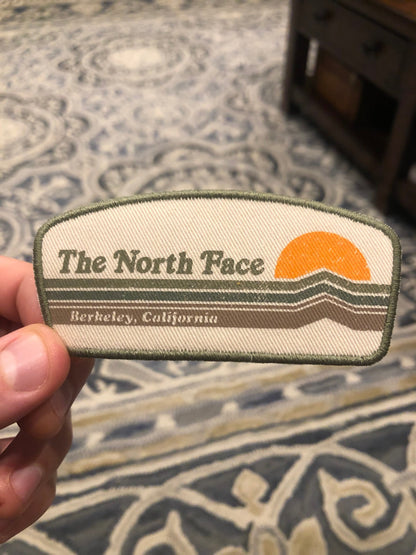 The North Face
Berkeley, California